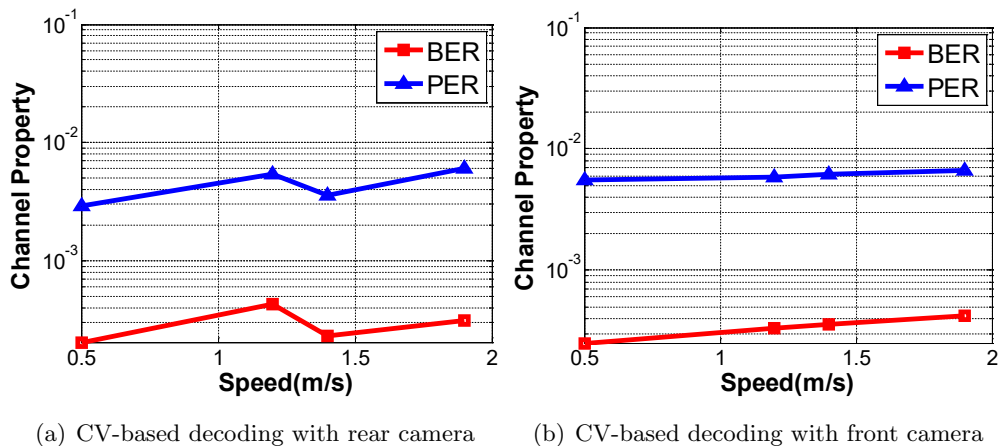 10^-1
10^-2
10^-3
Channel Property
BER
PER
0.5 1 1.5 2
Speed(m/s)
(a) CV-based decoding with rear camera
10^-1
10^-2
10^-3
Channel Property
BER
PER
0.5 1 1.5 2
Speed(m/s)
(b) CV-based decoding with front camera